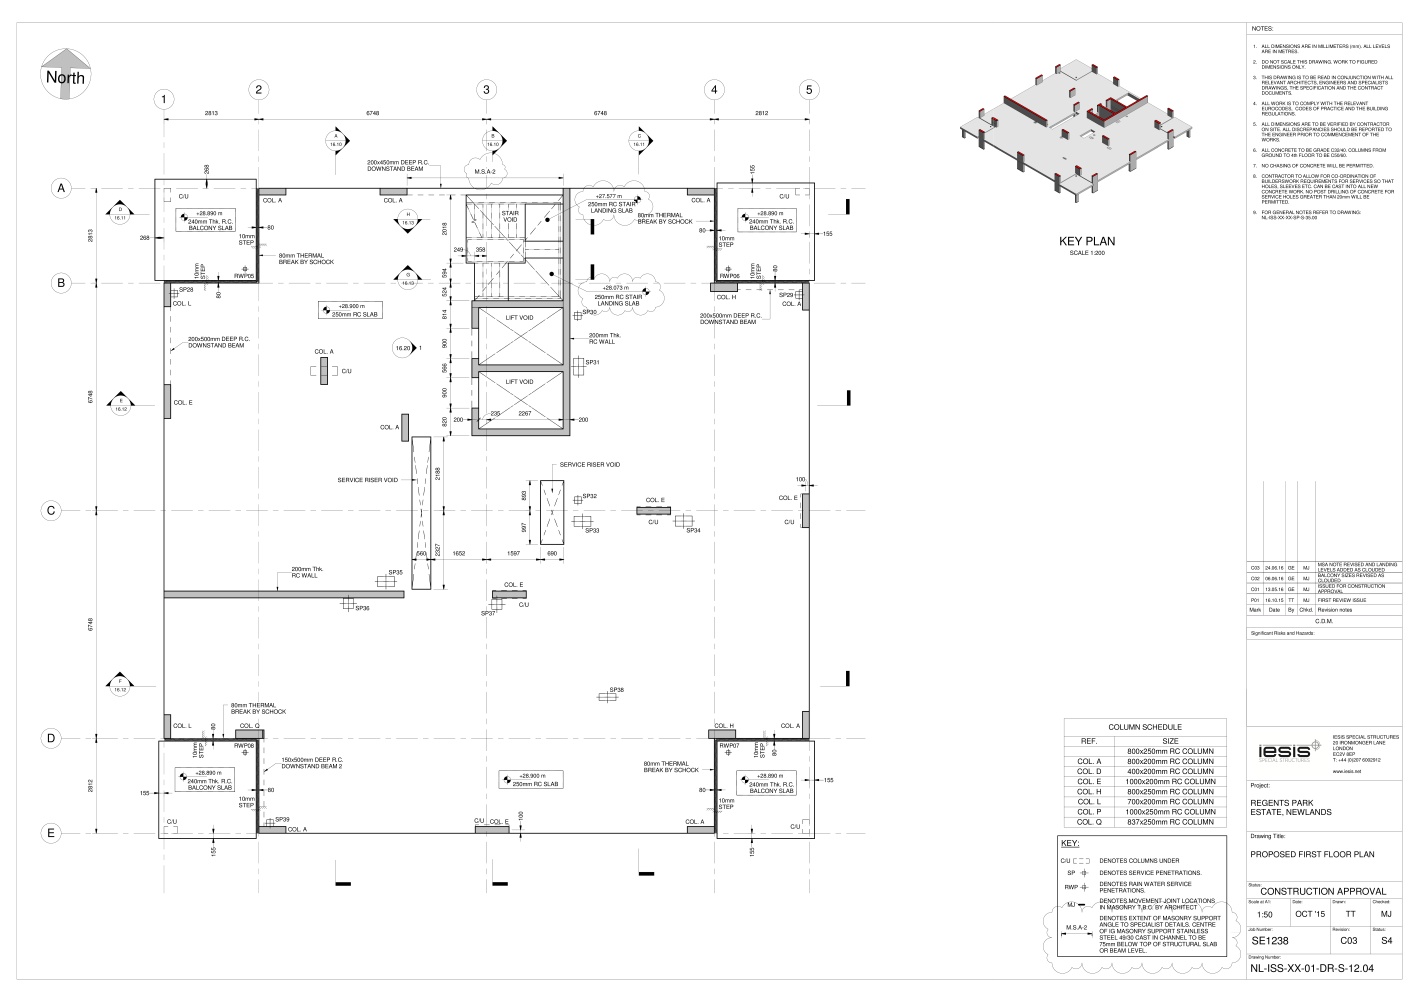 North
1
2
3
4
5
2813
6748
6748
2812
A
16.10
B
16.10
C
16.11
200x450mm DEEP R.C.
DOWNSTAND BEAM
M.S.A-2
268
155
A
C/U
COL. A
COL. A
COL. A
C/U
+28.890 m
240mm Thk. R.C.
BALCONY SLAB
80
268
10mm
STEP
10mm
STEP
RWP05
80mm THERMAL
BREAK BY SCHOCK
80
D
16.11
2813
H
16.13
G
16.13
2018
249
358
594
524
814
900
566
900
820
STAIR
VOID
+27.577 m
250mm RC STAIR
LANDING SLAB
+28.073 m
250mm RC STAIR
LANDING SLAB
80mm THERMAL
BREAK BY SCHOCK
80
10mm
STEP
+28.890 m
240mm Thk. R.C.
BALCONY SLAB
155
RWP06
10mm
STEP
80
B
SP28
COL. L
+28.900 m
250mm RC SLAB
LIFT VOID
SP30
COL. H
SP29
COL. A
200x500mm DEEP R.C.
DOWNSTAND BEAM
200x500mm DEEP R.C.
DOWNSTAND BEAM
200mm Thk.
RC WALL
16.20
1
COL. A
C/U
SP31
LIFT VOID
6748
E
16.12
COL. E
COL. A
200
235
2267
200
SERVICE RISER VOID
SERVICE RISER VOID
2188
893
SP32
COL. E
C/U
SP33
SP34
100
COL. E
C/U
C
997
2327
560
1652
1597
690
200mm Thk.
RC WALL
SP35
SP36
COL. E
C/U
SP37
6748
F
16.12
SP38
80mm THERMAL
BREAK BY SCHOCK
COL. L
80
COL. Q
COL. H
COL. A
D
10mm
STEP
RWP08
RWP07
10mm
STEP
80
150x500mm DEEP R.C.
DOWNSTAND BEAM 2
80mm THERMAL
BREAK BY SCHOCK
+28.890 m
240mm Thk. R.C.
BALCONY SLAB
+28.900 m
250mm RC SLAB
+28.890 m
240mm Thk. R.C.
BALCONY SLAB
2812
155
80
10mm
STEP
80
10mm
STEP
155
C/U
SP39
COL. A
C/U
COL. E
100
COL. A
C/U
E
155
155
KEY PLAN
SCALE 1:200
COLUMN SCHEDULE
REF. SIZE
800x250mm RC COLUMN
COL. A 800x200mm RC COLUMN
COL. D 400x200mm RC COLUMN
COL. E 1000x200mm RC COLUMN
COL. H 800x250mm RC COLUMN
COL. L 700x200mm RC COLUMN
COL. P 1000x250mm RC COLUMN
COL. Q 837x250mm RC COLUMN
KEY:
C/U DENOTES COLUMNS UNDER
SP DENOTES SERVICE PENETRATIONS.
RWP DENOTES RAIN WATER SERVICE
PENETRATIONS.
MJ DENOTES MOVEMENT JOINT LOCATIONS
IN MASONRY T.B.C. BY ARCHITECT
M.S.A-2 DENOTES EXTENT OF MASONRY SUPPORT
ANGLE TO SPECIALIST DETAILS. CENTRE
OF IG MASONRY SUPPORT STAINLESS
STEEL 49/30 CAST IN CHANNEL TO BE
75mm BELOW TOP OF STRUCTURAL SLAB
OR BEAM LEVEL.
NOTES:
1. ALL DIMENSIONS ARE IN MILLIMETERS (mm). ALL LEVELS
ARE IN METRES.
2. DO NOT SCALE THIS DRAWING, WORK TO FIGURED
DIMENSIONS ONLY.
3. THIS DRAWING IS TO BE READ IN CONJUNCTION WITH ALL
RELEVANT ARCHITECTS, ENGINEERS AND SPECIALISTS
DRAWINGS, THE SPECIFICATION AND THE CONTRACT
DOCUMENTS.
4. ALL WORK IS TO COMPLY WITH THE RELEVANT
EUROCODES, CODES OF PRACTICE AND THE BUILDING
REGULATIONS.
5. ALL DIMENSIONS ARE TO BE VERIFIED BY CONTRACTOR
ON SITE. ALL DISCREPANCIES SHOULD BE REPORTED TO
THE ENGINEER PRIOR TO COMMENCEMENT OF THE
WORKS.
6. ALL CONCRETE TO BE GRADE C32/40. COLUMNS FROM
GROUND TO 4th FLOOR TO BE C50/60.
7. NO CHASING OF CONCRETE WILL BE PERMITTED.
8. CONTRACTOR TO ALLOW FOR CO-ORDINATION OF
BUILDERSWORK REQUIREMENTS FOR SERVICES SO THAT
HOLES, SLEEVES ETC. CAN BE CAST INTO ALL NEW
CONCRETE WORK. NO POST DRILLING OF CONCRETE FOR
SERVICE HOLES GREATER THAN 20mm WILL BE
PERMITTED.
9. FOR GENERAL NOTES REFER TO DRAWING:
NL-ISS-XX-XX-SP-S-35.03
C03 24.06.16 GE MJ MSA NOTE REVISED AND LANDING
LEVELS ADDED AS CLOUDED
C02 06.06.16 GE MJ BALCONY SIZES REVISED AS
CLOUDED
C01 13.05.16 GE MJ ISSUED FOR CONSTRUCTION
APPROVAL
P01 16.10.15 TT MJ FIRST REVIEW ISSUE
Mark Date By Chkd. Revision notes
C.D.M.
Significant Risks and Hazards:
iesis
SPECIAL STRUCTURES
IESIS SPECIAL STRUCTURES
20 IRONMONGER LANE
LONDON
EC2V 8EP
T: +44 (0)207 6002912
www.iesis.net
Project:
REGENTS PARK
ESTATE, NEWLANDS
Drawing Title:
PROPOSED FIRST FLOOR PLAN
Status:
CONSTRUCTION APPROVAL
Scale at A1: Date: Drawn: Checked:
1:50 OCT '15 TT MJ
Job Number: Revision: Status:
SE1238 C03 S4
Drawing Number:
NL-ISS-XX-01-DR-S-12.04